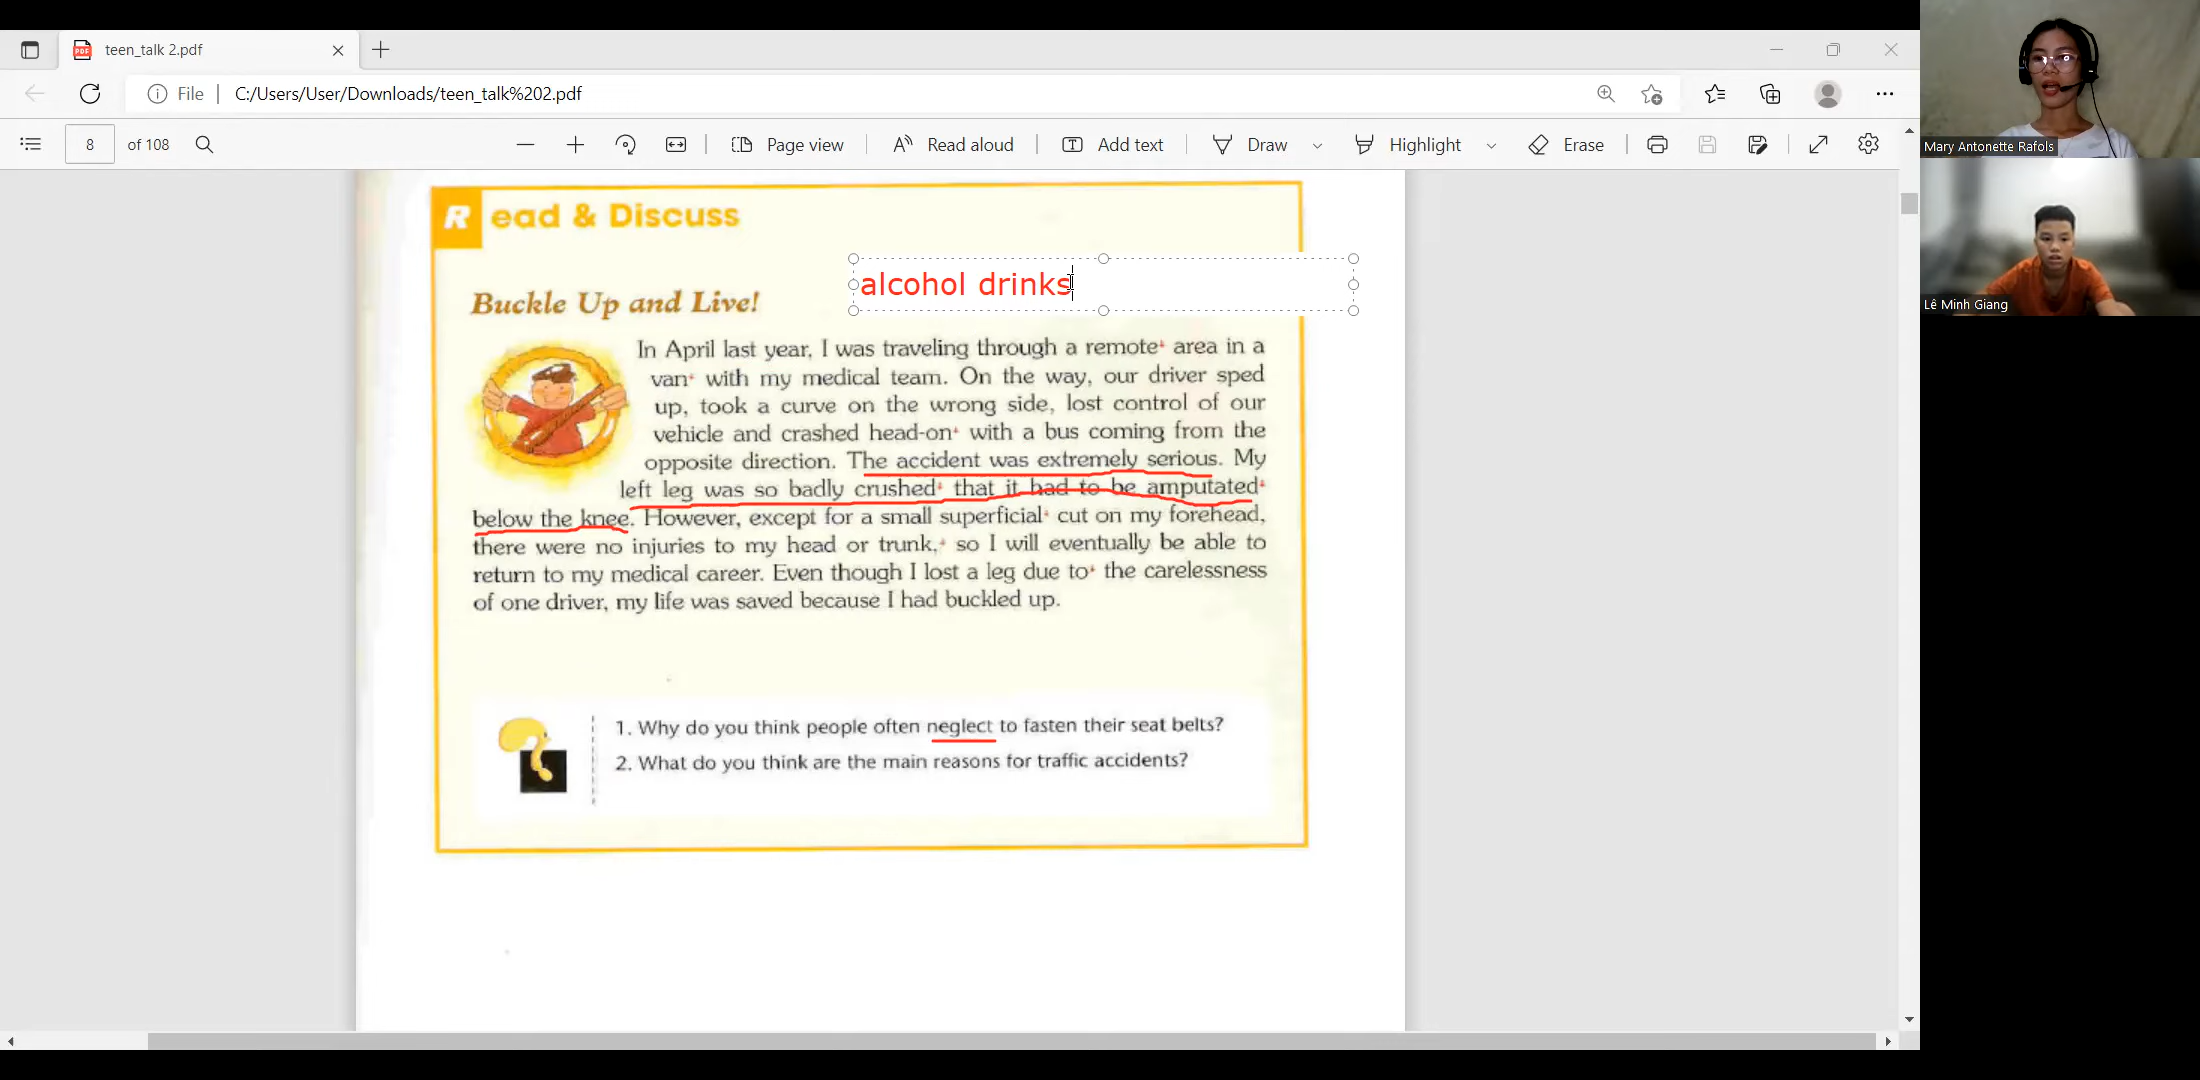 teen_talk 2.pdf
File
C:/Users/User/Downloads/teen_talk%202.pdf
8 of 108
Page view
Read aloud
Add text
Draw
Highlight
Erase
Mary Antonette Rafols
Lê Minh Giang
Read & Discuss
alcohol drinks
Buckle Up and Live!
In April last year, I was traveling through a remote+ area in a
van+ with my medical team. On the way, our driver sped
up, took a curve on the wrong side, lost control of our
vehicle and crashed head-on+ with a bus coming from the
opposite direction. The accident was extremely serious. My
left leg was so badly crushed+ that it had to be amputated+
below the knee. However, except for a small superficial+ cut on my forehead,
there were no injuries to my head or trunk,+ so I will eventually be able to
return to my medical career. Even though I lost a leg due to+ the carelessness
of one driver, my life was saved because I had buckled up.
1. Why do you think people often neglect to fasten their seat belts?
2. What do you think are the main reasons for traffic accidents?